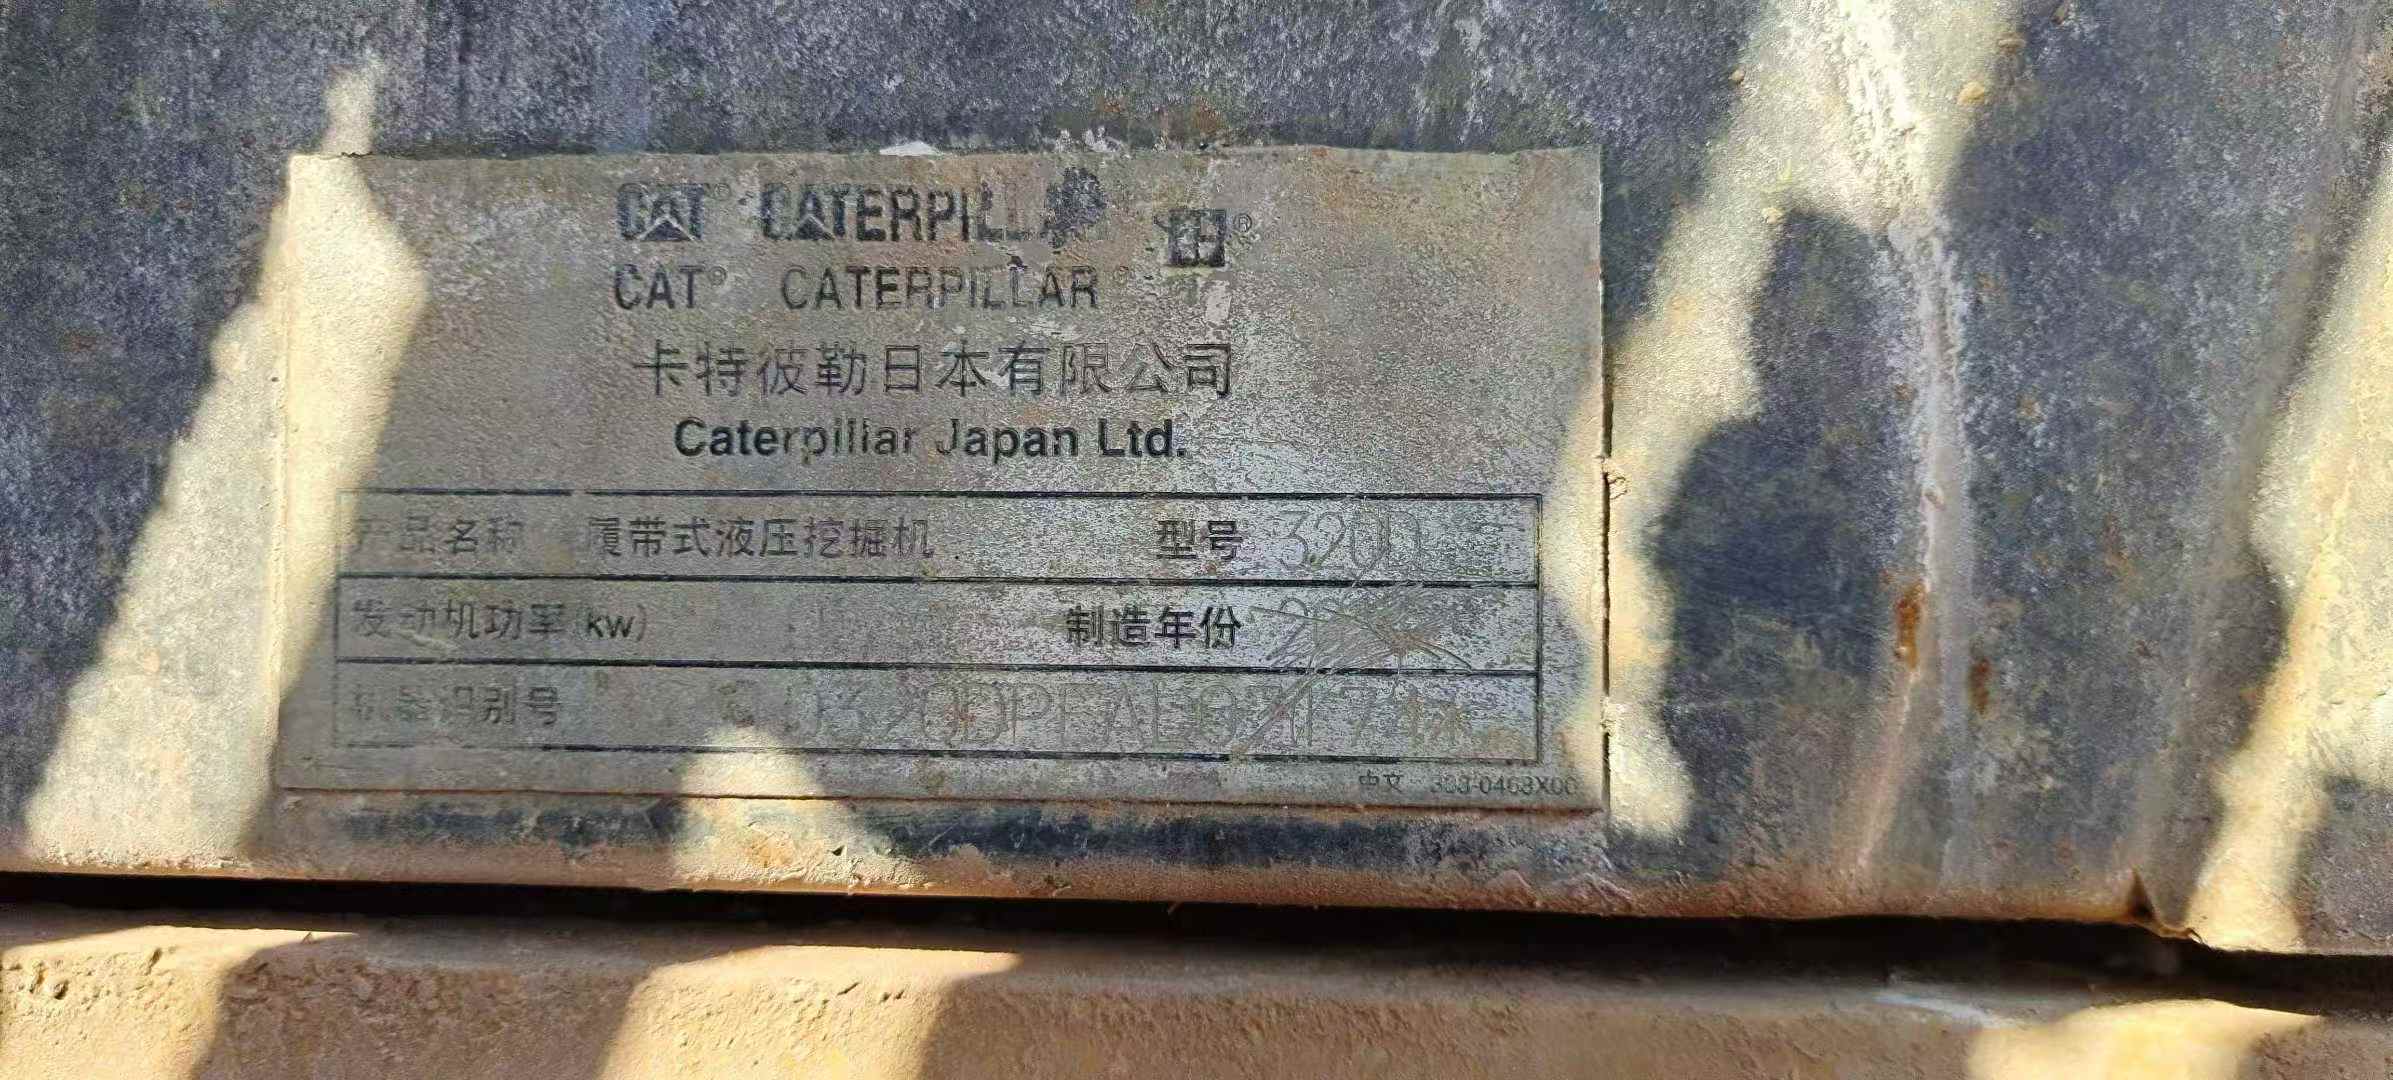 CAT® CATERPILLAR
CAT® CATERPILLAR®
卡特彼勒日本有限公司
Caterpillar Japan Ltd.
产品名称 履带式液压挖掘机 型号 320D
发动机功率(kw) 制造年份
机器识别号
中文